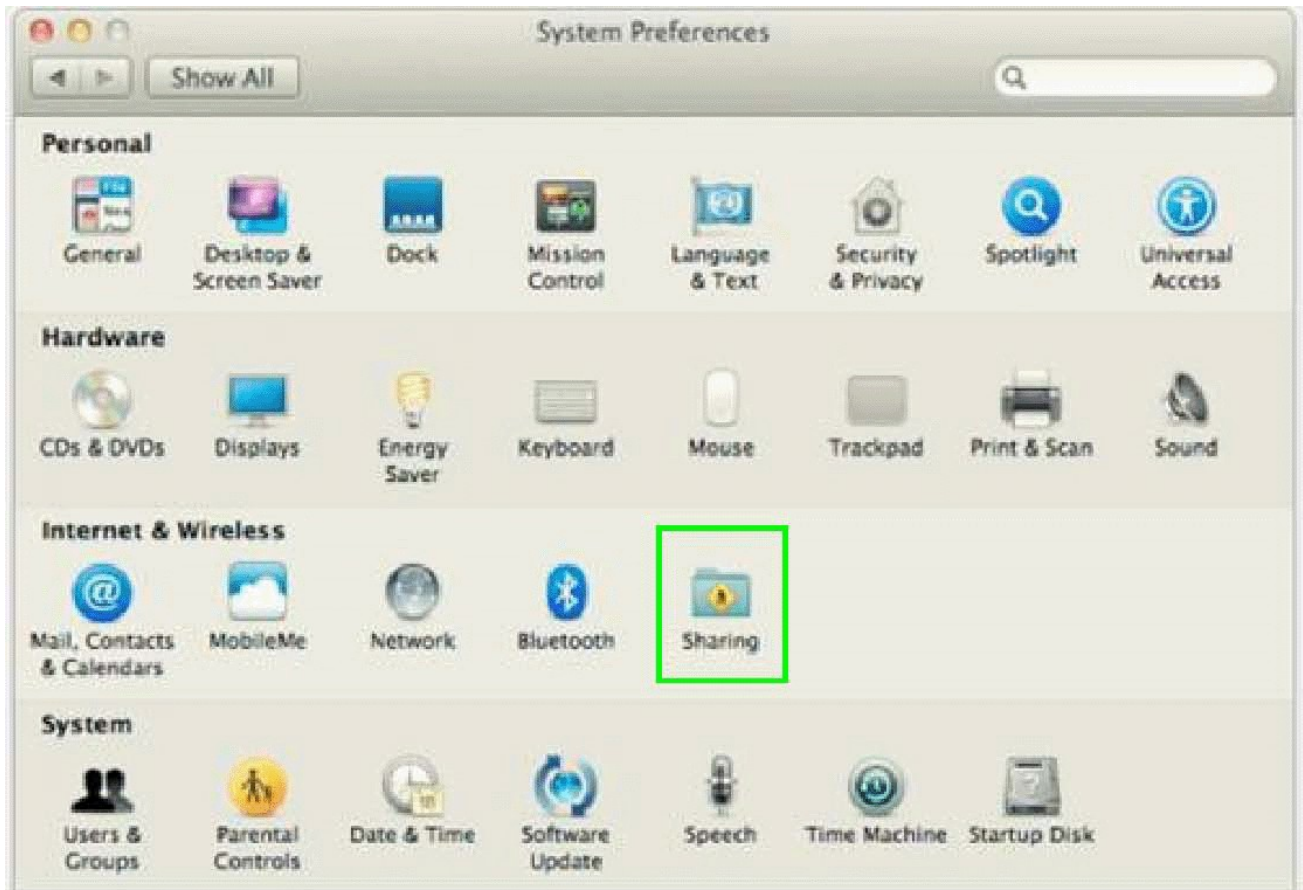 System Preferences
Show All
Personal
General
Desktop &
Screen Saver
Dock
Mission
Control
Language
& Text
Security
& Privacy
Spotlight
Universal
Access
Hardware
CDs & DVDs
Displays
Energy
Saver
Keyboard
Mouse
Trackpad
Print & Scan
Sound
Internet & Wireless
Mail, Contacts
& Calendars
MobileMe
Network
Bluetooth
Sharing
System
Users &
Groups
Parental
Controls
Date & Time
Software
Update
Speech
Time Machine
Startup Disk